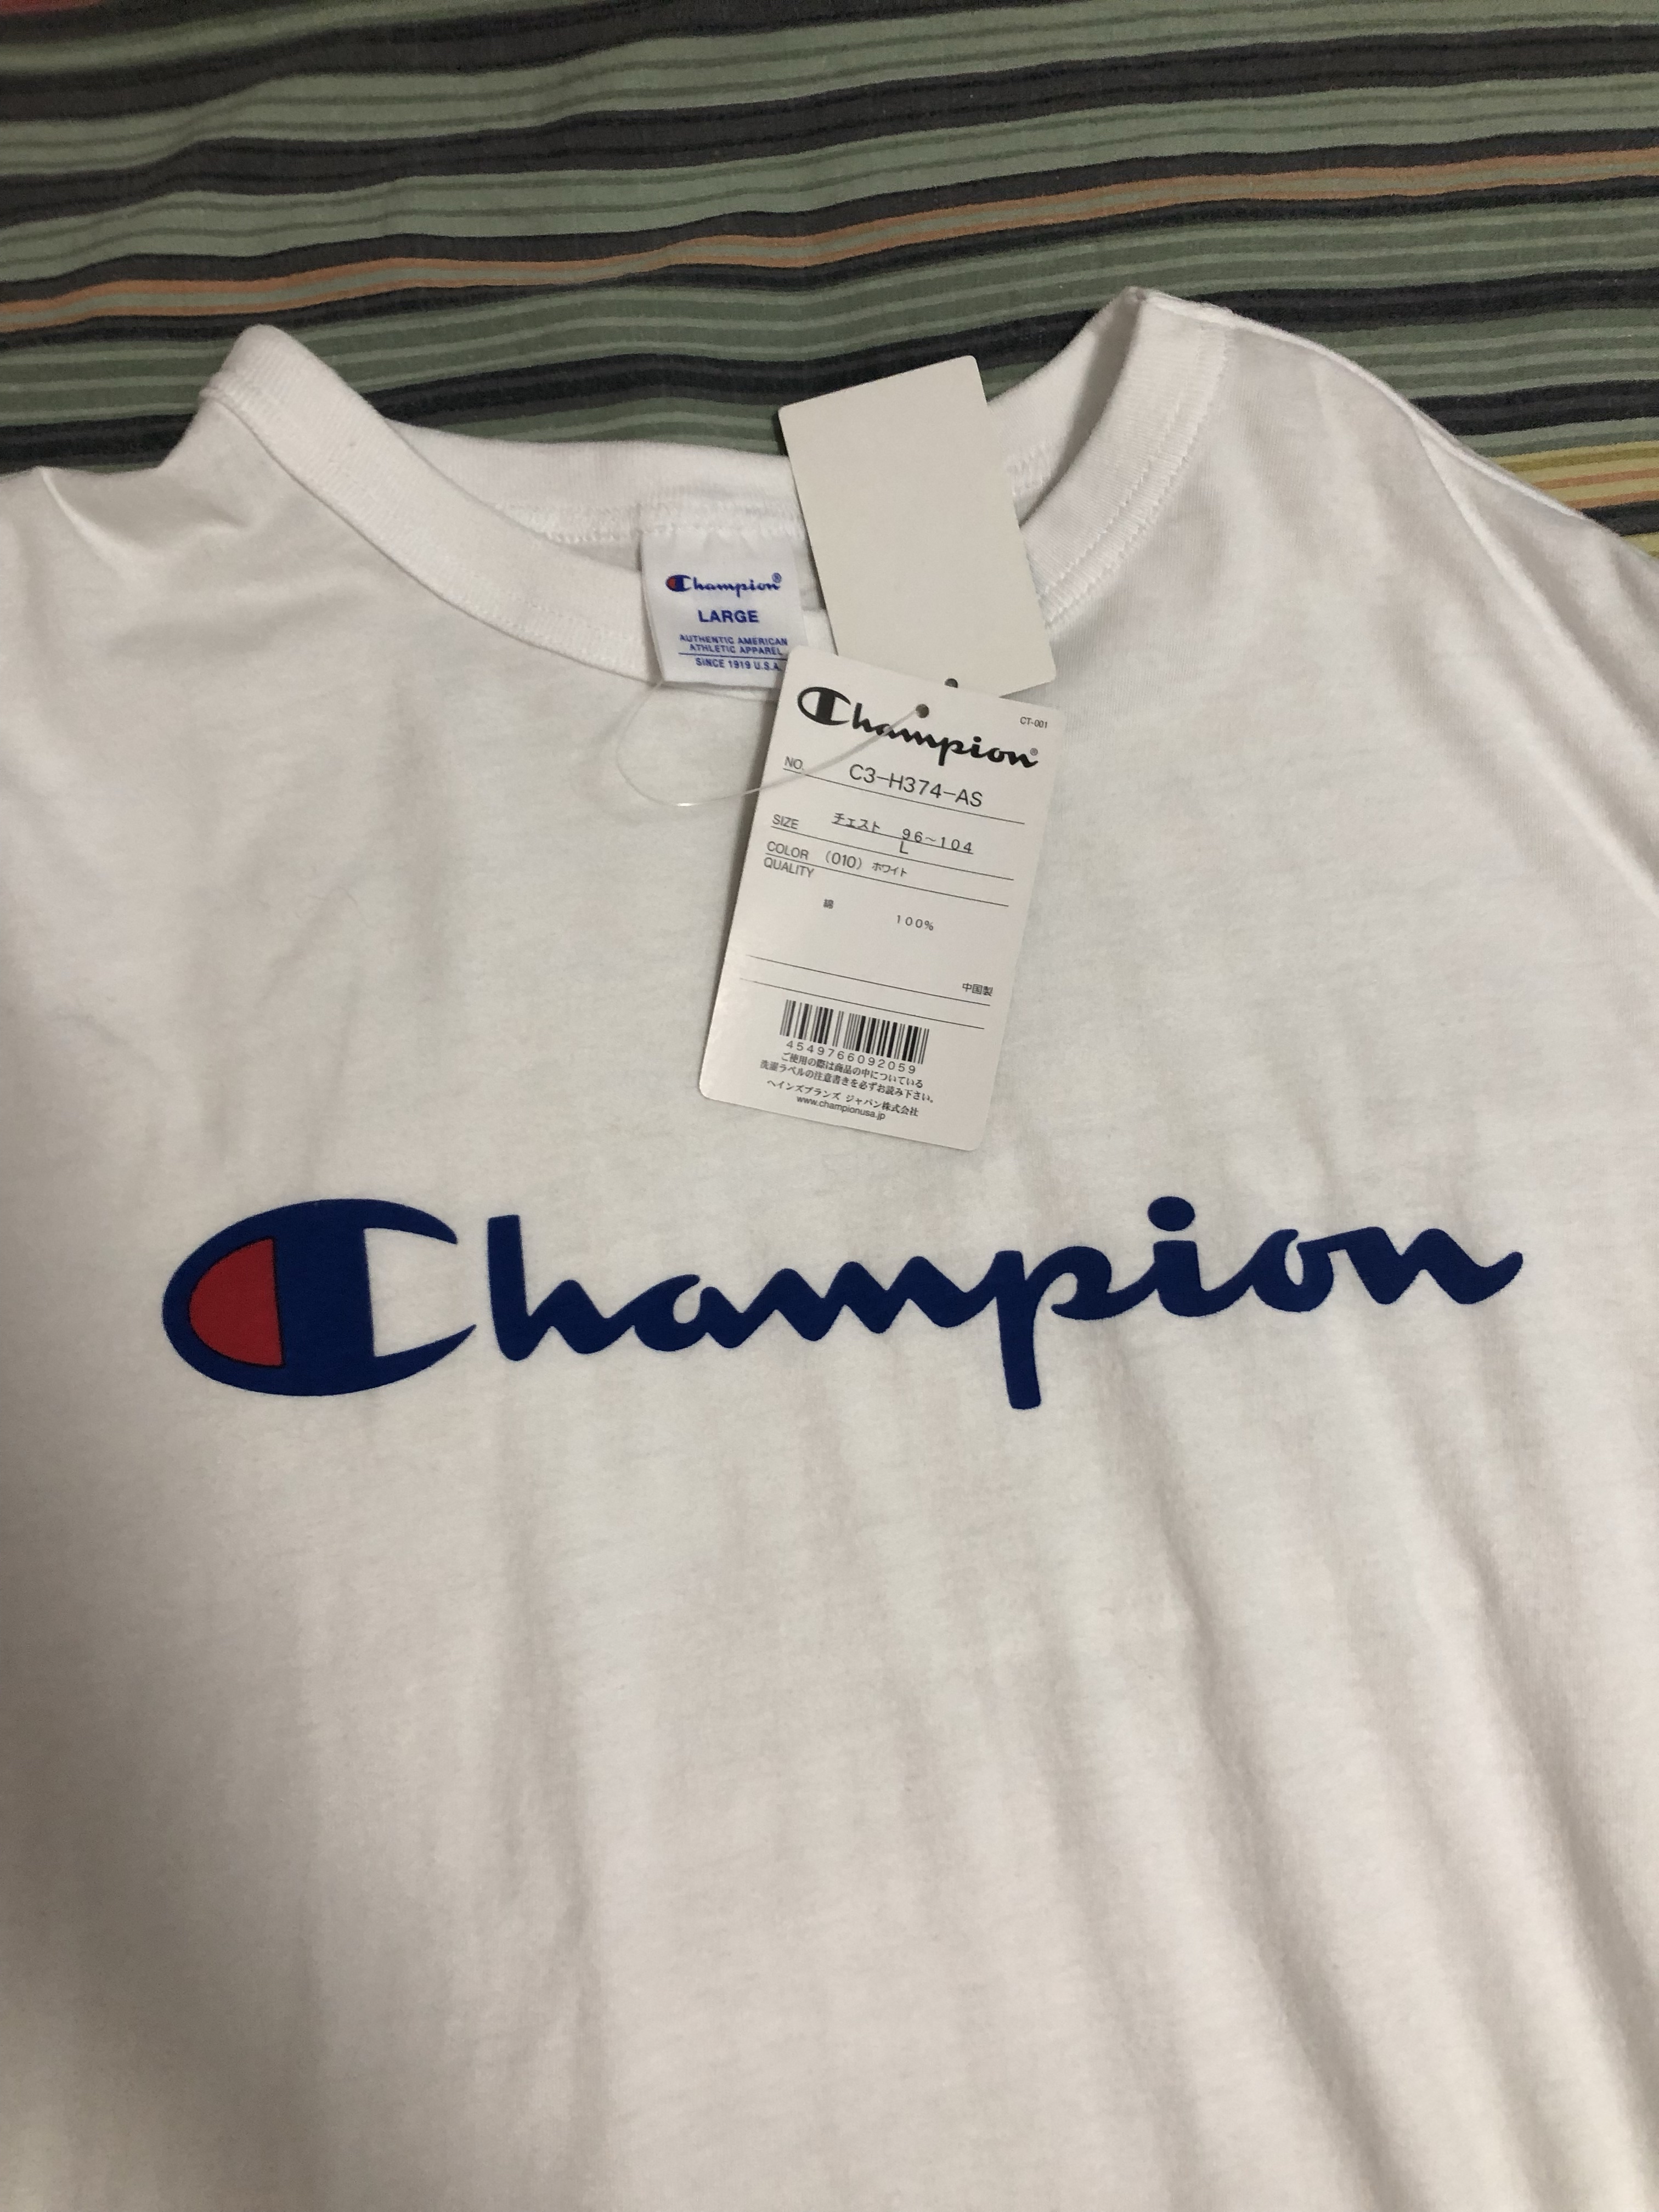 Champion®
LARGE
AUTHENTIC AMERICAN
ATHLETIC APPAREL
SINCE 1919 U.S.A.
CT-001
Champion®
NO. C3-H374-AS
SIZE チェスト 96~104
L
COLOR (010) ホワイト
QUALITY
綿 100%
中国製
4549766092059
ご使用の際は商品の中についている
洗濯ラベルの注意書きを必ずお読み下さい。
ヘインズブランズ ジャパン株式会社
www.championusa.jp
Champion